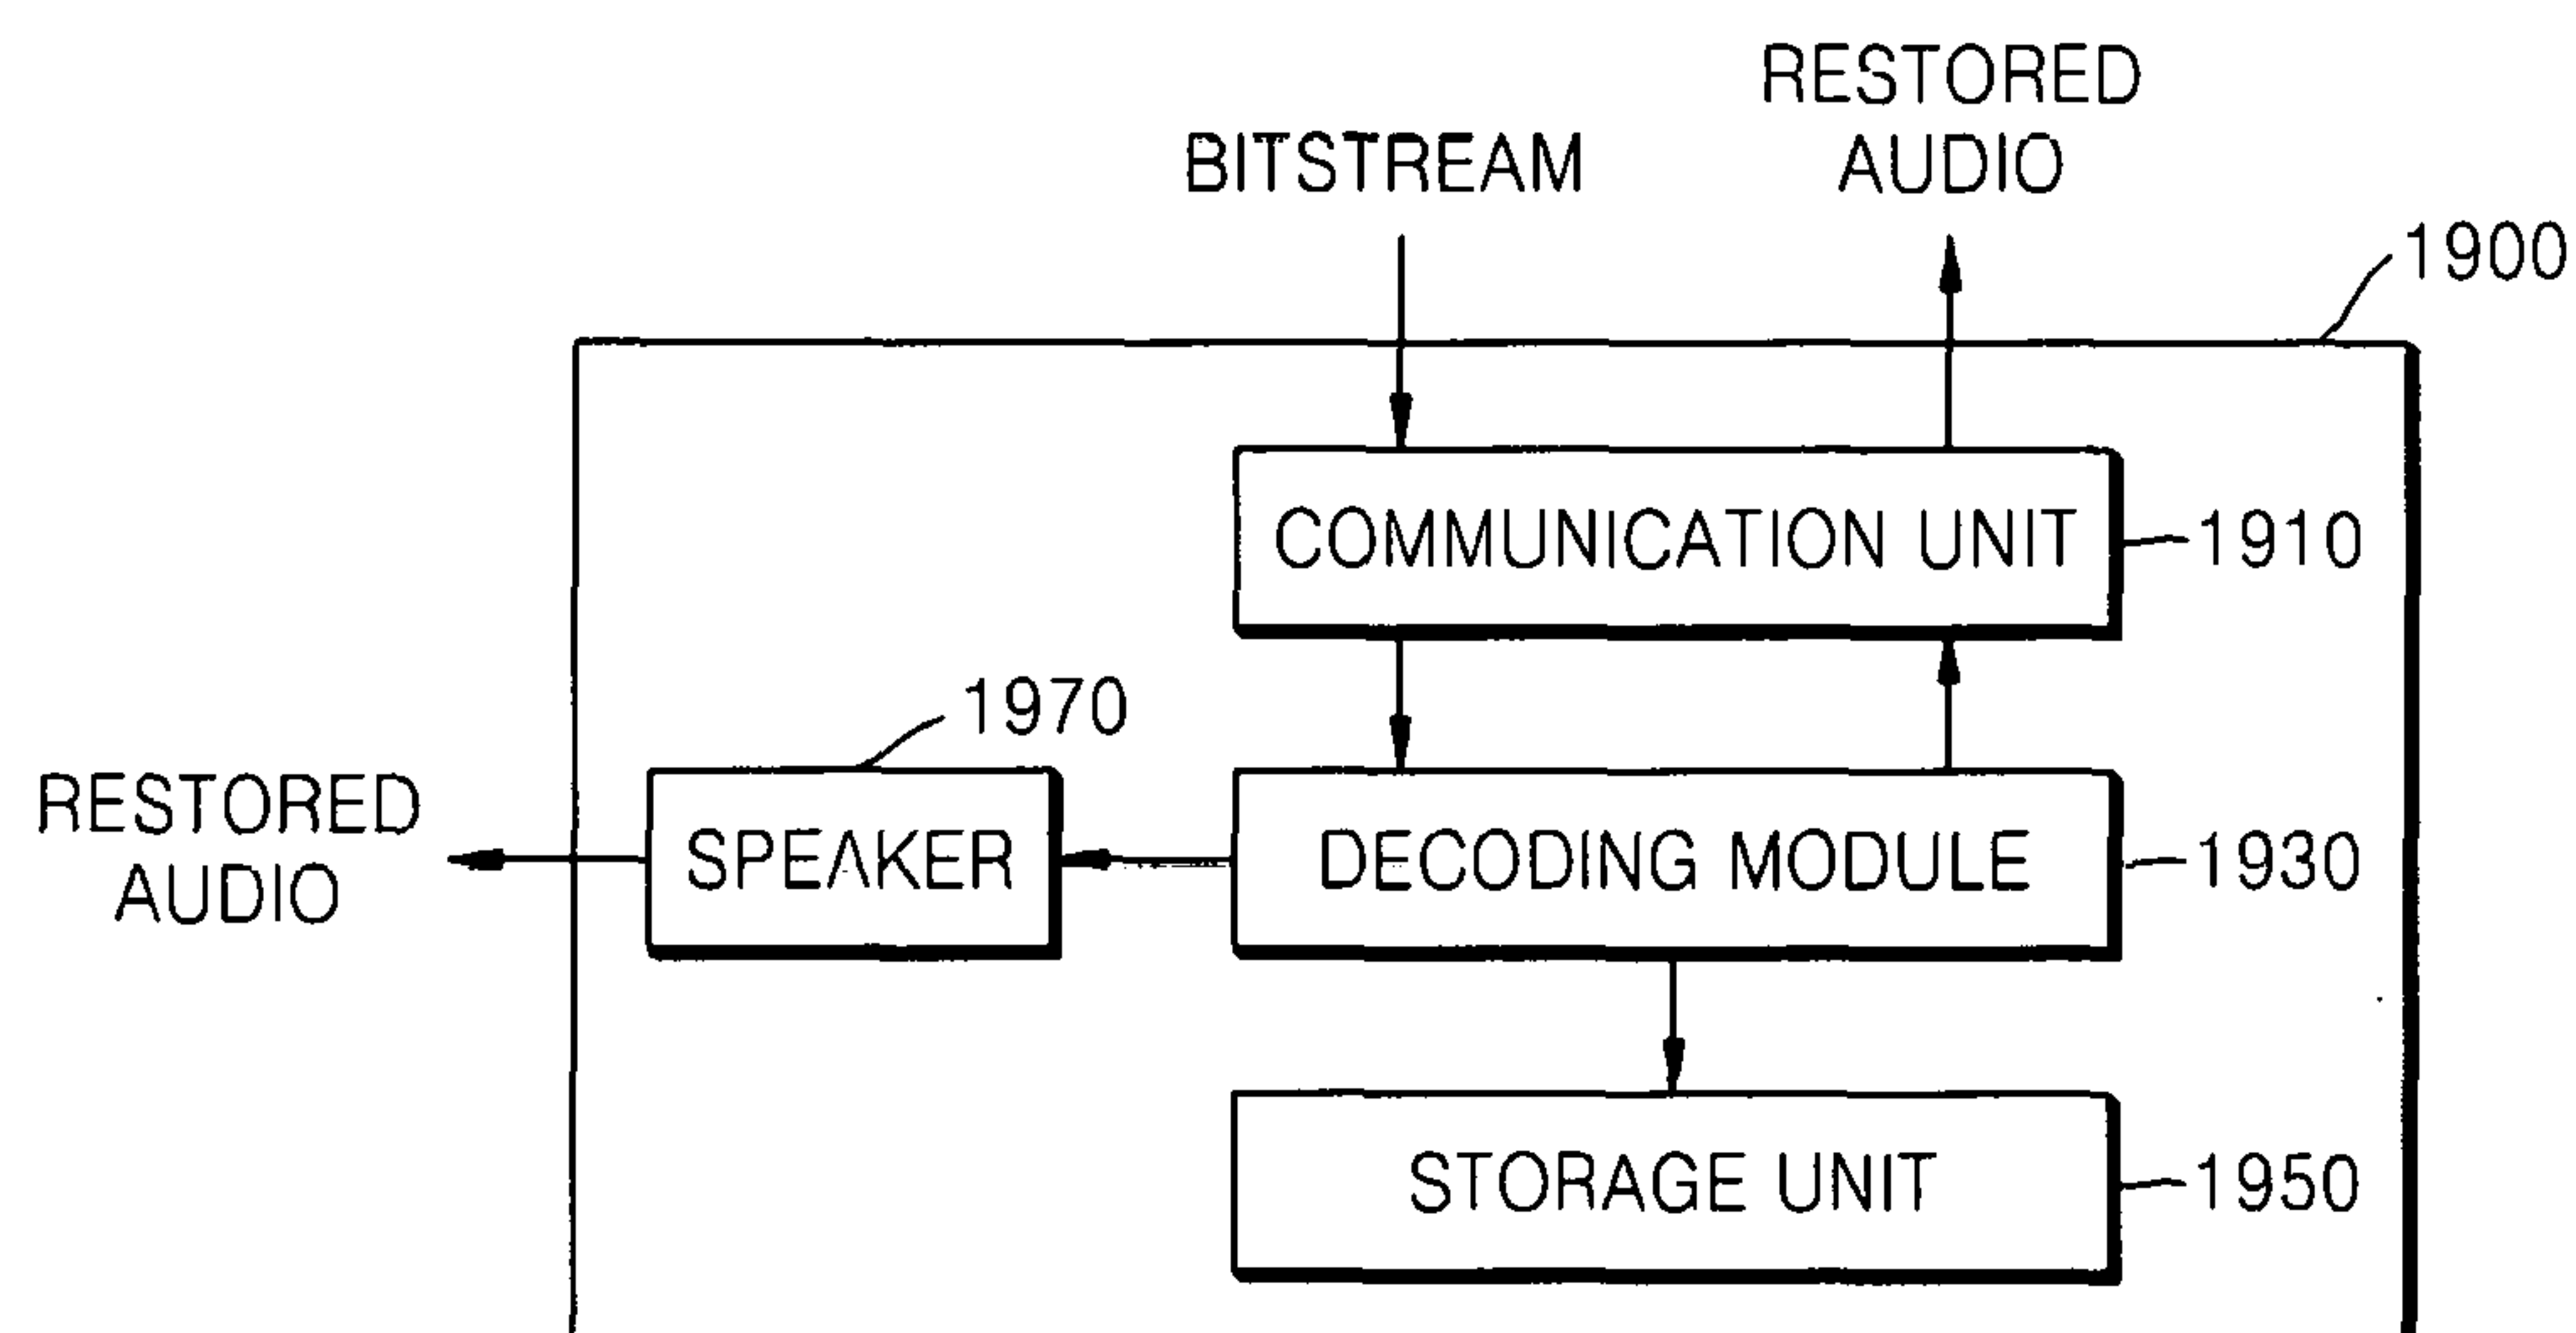 RESTORED
AUDIO
BITSTREAM
1900
COMMUNICATION UNIT
1910
1970
RESTORED
AUDIO
SPEAKER
DECODING MODULE
1930
STORAGE UNIT
1950